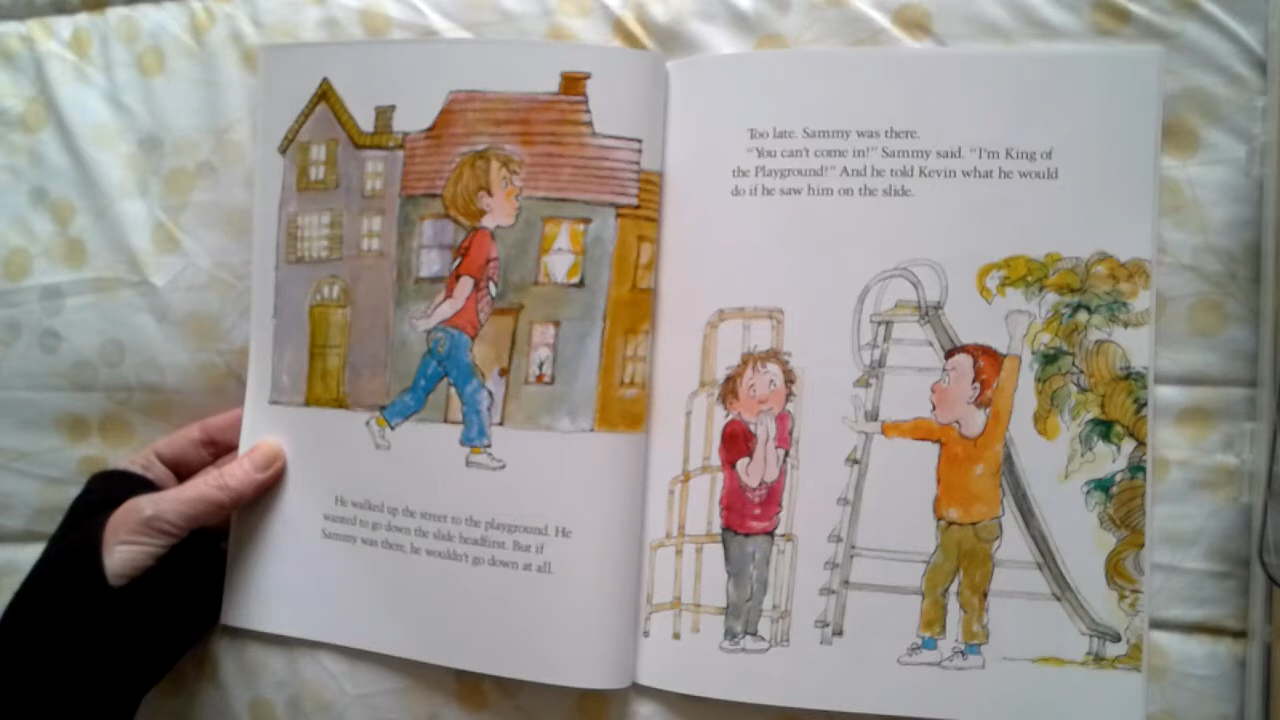 He walked up the street to the playground. He
wanted to go down the slide headfirst. But if
Sammy was there, he wouldn't go down at all.
Too late. Sammy was there.
"You can't come in!" Sammy said. "I'm King of
the Playground!" And he told Kevin what he would
do if he saw him on the slide.